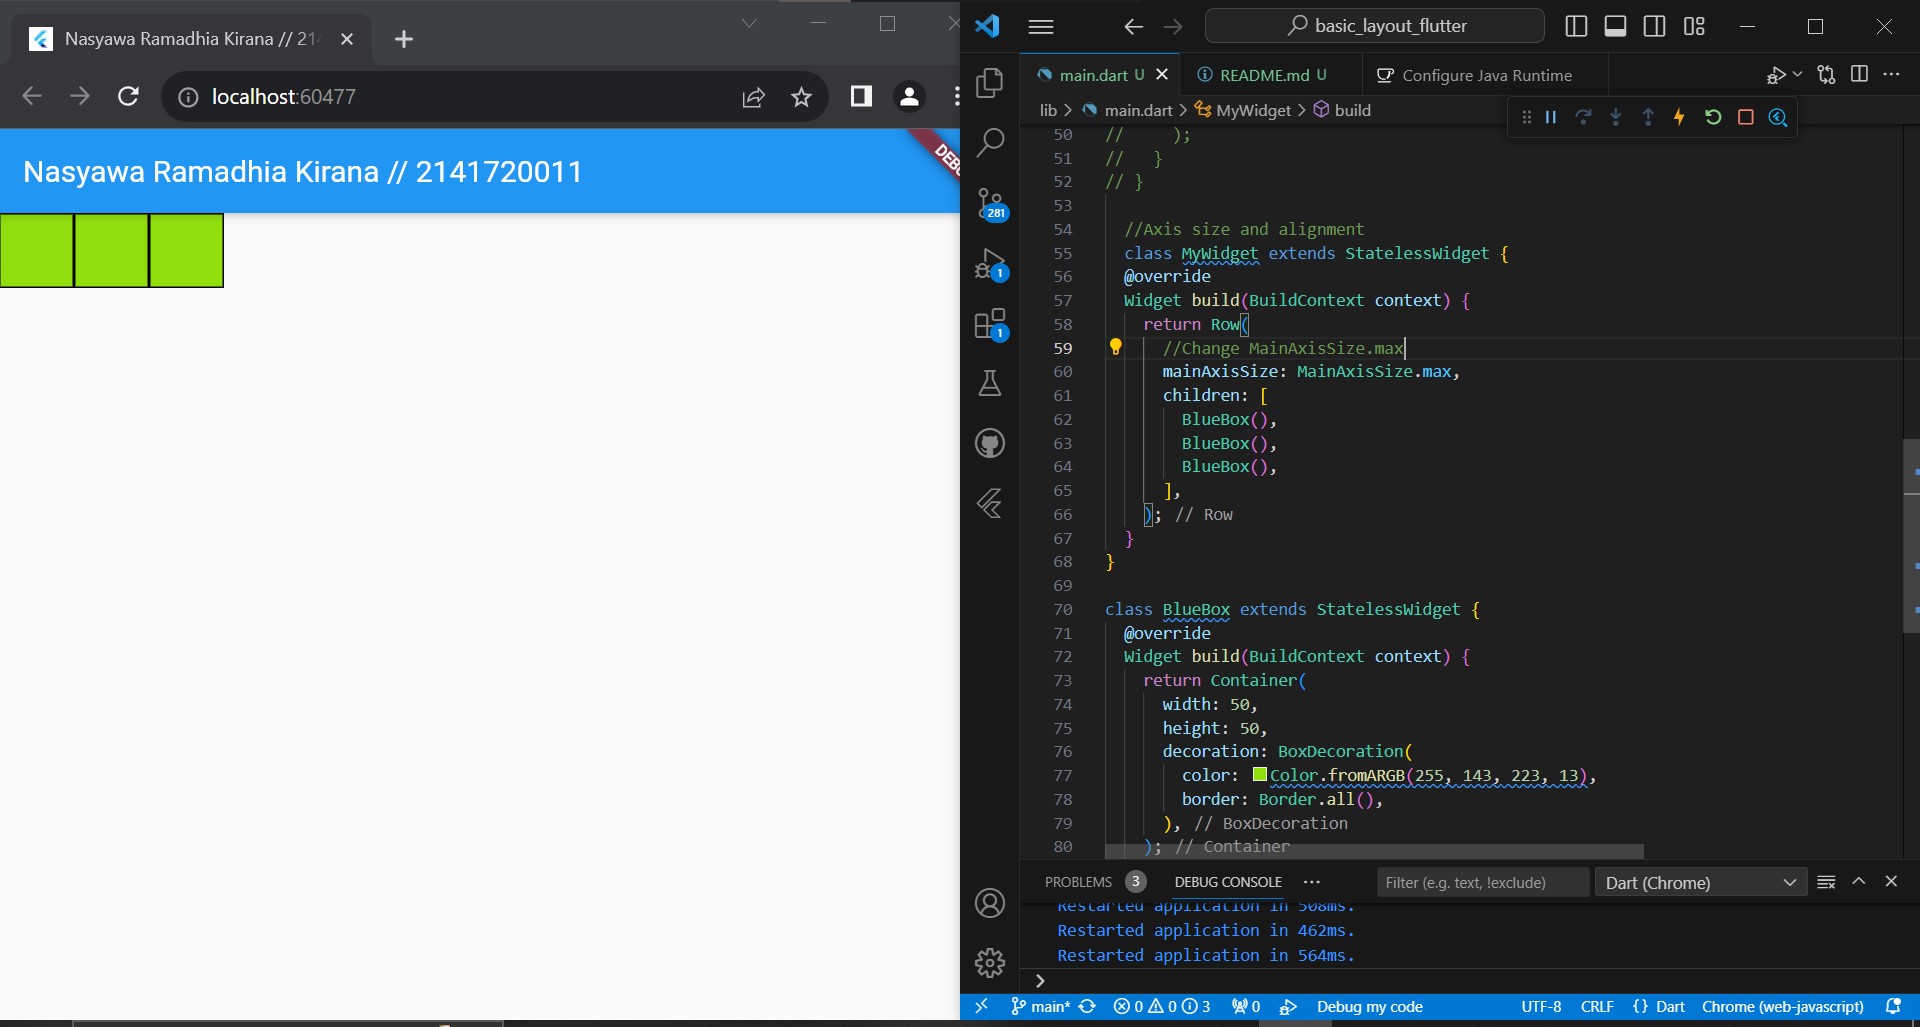 Nasyawa Ramadhia Kirana // 21
localhost:60477
Nasyawa Ramadhia Kirana // 2141720011
basic_layout_flutter
main.dart U
README.md U
Configure Java Runtime
lib > main.dart > MyWidget > build
281
1
1
50 //     );
51 //   }
52 // }
53
54 //Axis size and alignment
55 class MyWidget extends StatelessWidget {
56 @override
57 Widget build(BuildContext context) {
58 return Row(
59 //Change MainAxisSize.max
60 mainAxisSize: MainAxisSize.max,
61 children: [
62 BlueBox(),
63 BlueBox(),
64 BlueBox(),
65 ],
66 ); // Row
67 }
68 }
69
70 class BlueBox extends StatelessWidget {
71 @override
72 Widget build(BuildContext context) {
73 return Container(
74 width: 50,
75 height: 50,
76 decoration: BoxDecoration(
77 color: Color.fromARGB(255, 143, 223, 13),
78 border: Border.all(),
79 ), // BoxDecoration
80 ); // Container
PROBLEMS 3 DEBUG CONSOLE Filter (e.g. text, !exclude) Dart (Chrome)
Restarted application in 508ms.
Restarted application in 462ms.
Restarted application in 564ms.
>
main* 0 0 3 0 Debug my code UTF-8 CRLF {} Dart Chrome (web-javascript)